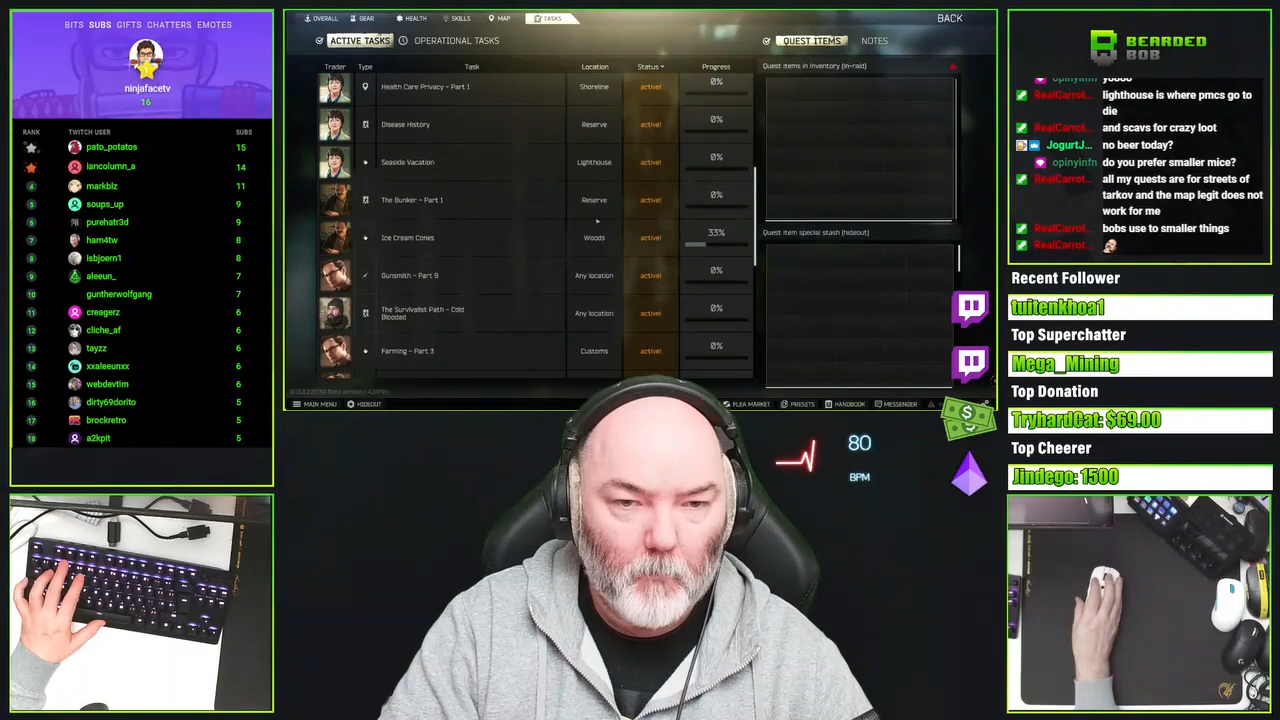 BITS SUBS GIFTS CHATTERS EMOTES
ninjafacetv
16
RANK TWITCH USER SUBS
pato_potatos 15
iancolumn_a 14
4 markblz 11
5 soups_up 9
6 purehatr3d 9
7 ham4tw 8
8 isbjoern1 8
9 aleeun_ 7
10 guntherwolfgang 7
11 creagerz 6
12 cliche_af 6
13 tayzz 6
14 xxaleeunxx 6
15 webdevtim 6
16 dirty69dorito 5
17 brockretro 5
18 a2kpit 5
OVERALL GEAR HEALTH SKILLS MAP TASKS BACK
ACTIVE TASKS OPERATIONAL TASKS QUEST ITEMS NOTES
Trader Type Task Location Status Progress
Health Care Privacy - Part 1 Shoreline active! 0%
Disease History Reserve active! 0%
Seaside Vacation Lighthouse active! 0%
The Bunker - Part 1 Reserve active! 0%
Ice Cream Cones Woods active! 33%
Gunsmith - Part 9 Any location active! 0%
The Survivalist Path - Cold
Blooded Any location active! 0%
Farming - Part 3 Customs active! 0%
Quest items in inventory (in-raid)
Quest item special stash (hideout)
MAIN MENU HIDEOUT FLEA MARKET PRESETS HANDBOOK MESSENGER
80
BPM
BEARDED
BOB
opinyinfn yoooo
RealCarrot... lighthouse is where pmcs go to
die
RealCarrot... and scavs for crazy loot
JogurtJ... no beer today?
opinyinfn do you prefer smaller mice?
RealCarrot... all my quests are for streets of
tarkov and the map legit does not
work for me
RealCarrot... bobs use to smaller things
RealCarrot...
Recent Follower
tuitenkhoa1
Top Superchatter
Mega_Mining
Top Donation
TryhardCat: $69.00
Top Cheerer
Jindego: 1500